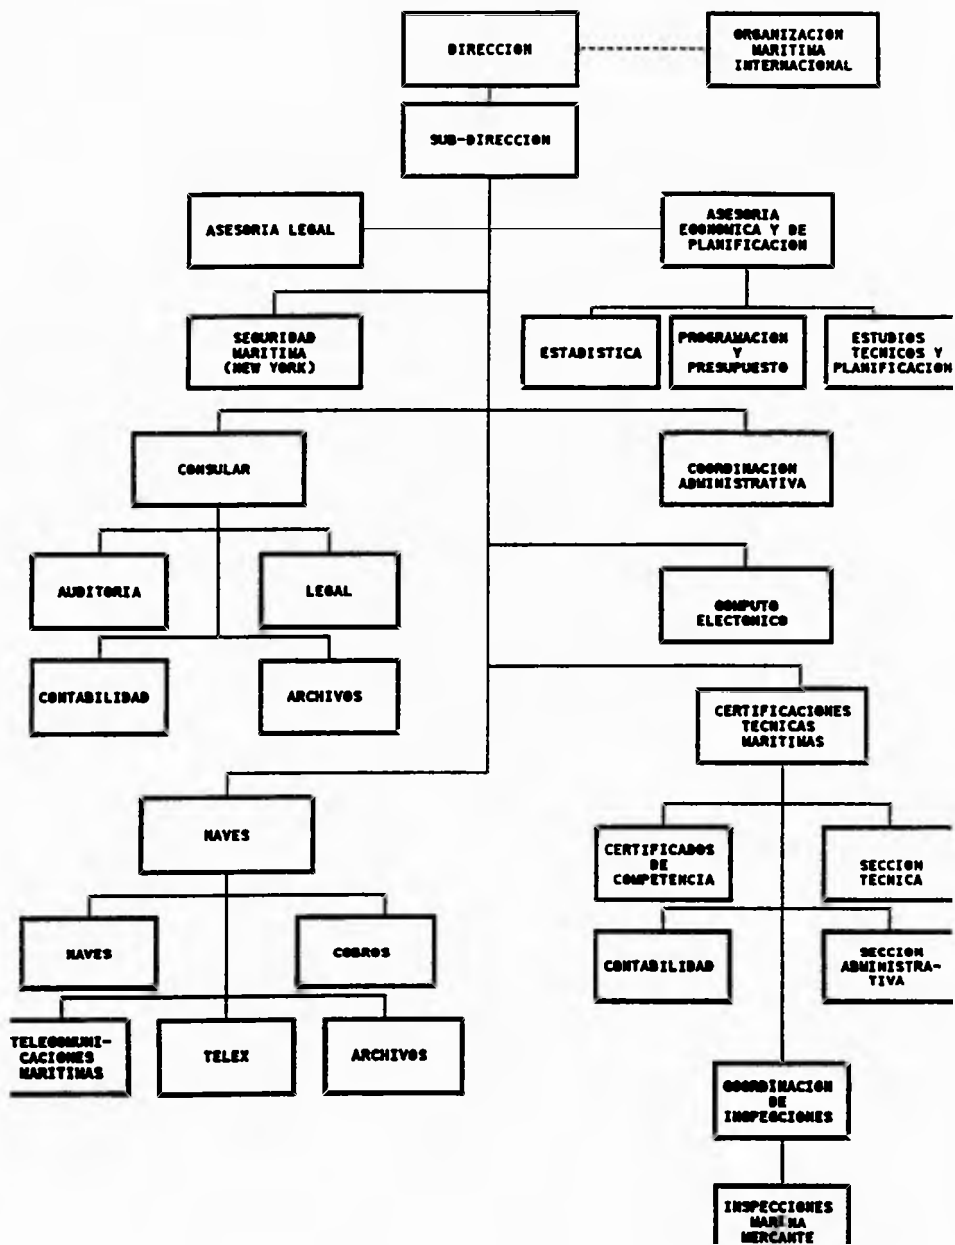 DIRECCION
ORGANIZACION
MARITIMA
INTERNACIONAL
SUB-DIRECCION
ASESORIA LEGAL
ASESORIA
ECONOMICA Y DE
PLANIFICACION
SEGURIDAD
MARITIMA
(NEW YORK)
ESTADISTICA
PROGRAMACION
Y
PRESUPUESTO
ESTUDIOS
TECNICOS Y
PLANIFICACION
CONSULAR
COORDINACION
ADMINISTRATIVA
AUDITORIA
LEGAL
COMPUTO
ELECTONICO
CONTABILIDAD
ARCHIVOS
CERTIFICACIONES
TECNICAS
MARITIMAS
NAVES
CERTIFICADOS
DE
COMPETENCIA
SECCION
TECNICA
NAVES
COBROS
CONTABILIDAD
SECCION
ADMINISTRA-
TIVA
TELECOMUNI-
CACIONES
MARITIMAS
TELEX
ARCHIVOS
COORDINACION
DE
INSPECCIONES
INSPECCIONES
MARINA
MERCANTE